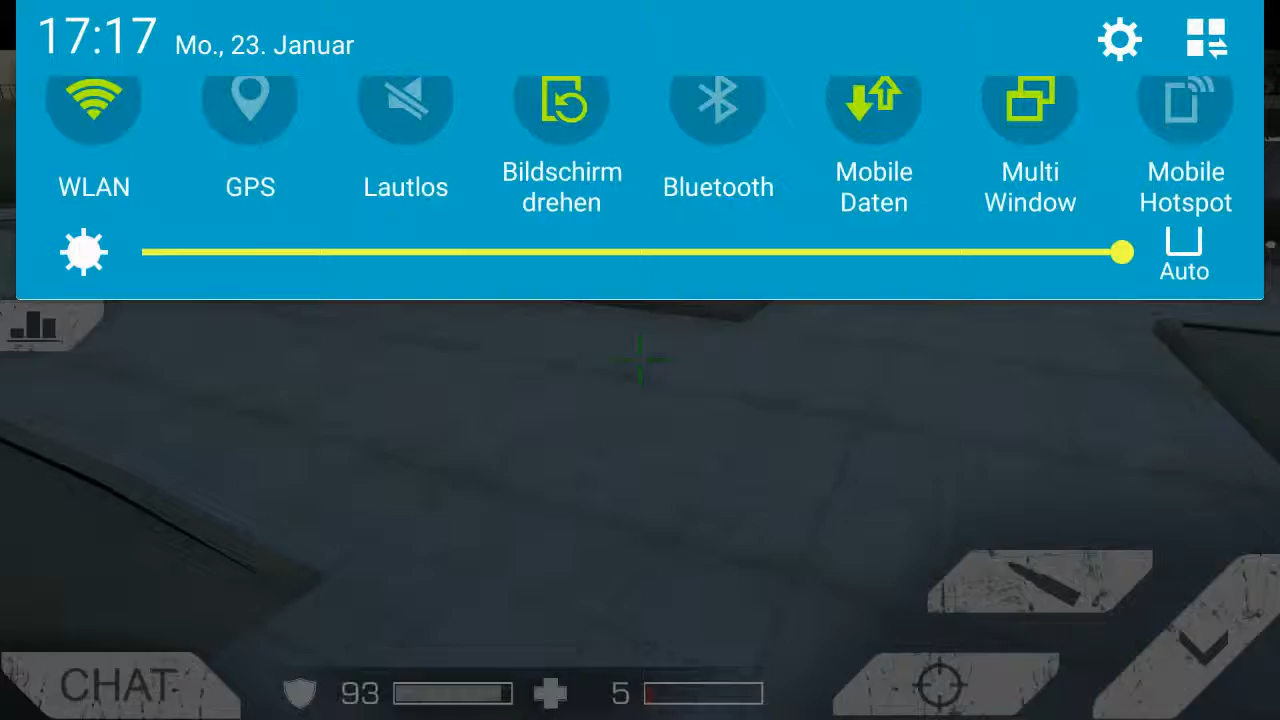 17:17 Mo., 23. Januar
WLAN GPS Lautlos Bildschirm drehen Bluetooth Mobile Daten Multi Window Mobile Hotspot
Auto
CHAT 93 5